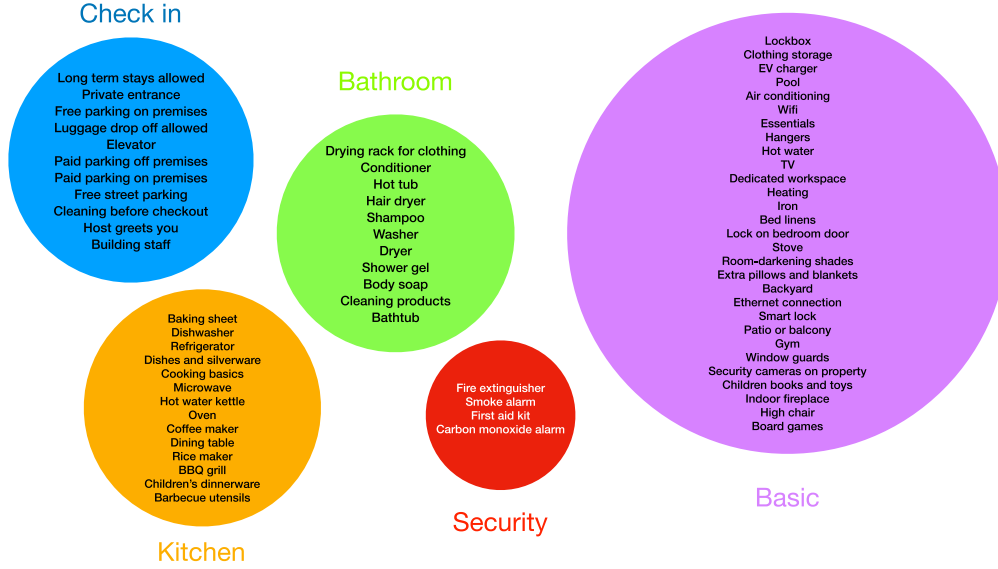 Check in
Long term stays allowed
Private entrance
Free parking on premises
Luggage drop off allowed
Elevator
Paid parking off premises
Paid parking on premises
Free street parking
Cleaning before checkout
Host greets you
Building staff
Bathroom
Drying rack for clothing
Conditioner
Hot tub
Hair dryer
Shampoo
Washer
Dryer
Shower gel
Body soap
Cleaning products
Bathtub
Lockbox
Clothing storage
EV charger
Pool
Air conditioning
Wifi
Essentials
Hangers
Hot water
TV
Dedicated workspace
Heating
Iron
Bed linens
Lock on bedroom door
Stove
Room-darkening shades
Extra pillows and blankets
Backyard
Ethernet connection
Smart lock
Patio or balcony
Gym
Window guards
Security cameras on property
Children books and toys
Indoor fireplace
High chair
Board games
Basic
Baking sheet
Dishwasher
Refrigerator
Dishes and silverware
Cooking basics
Microwave
Hot water kettle
Oven
Coffee maker
Dining table
Rice maker
BBQ grill
Children’s dinnerware
Barbecue utensils
Kitchen
Fire extinguisher
Smoke alarm
First aid kit
Carbon monoxide alarm
Security